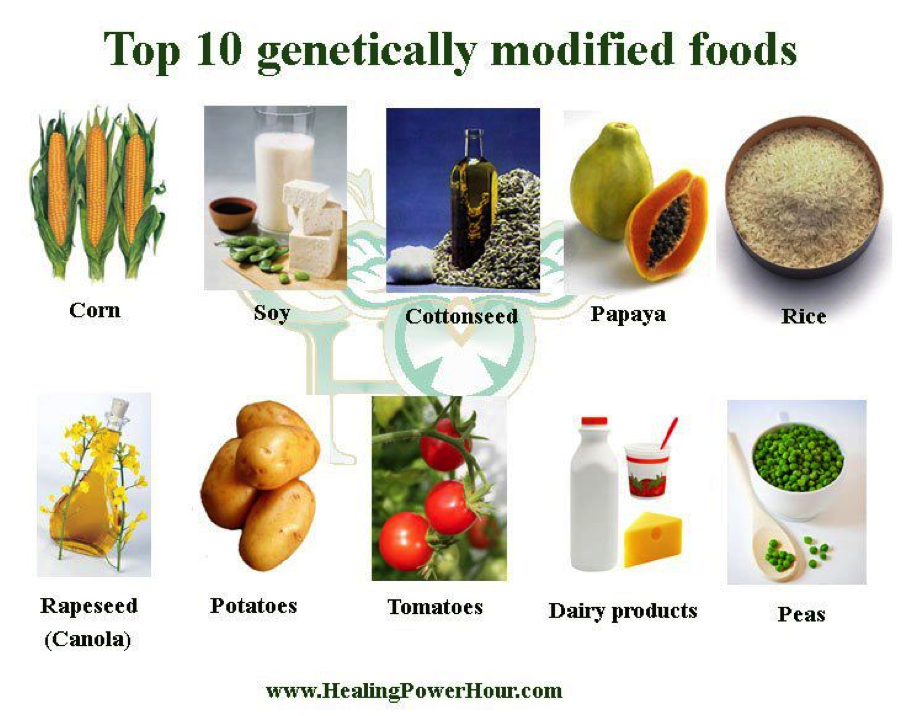 Top 10 genetically modified foods
Corn
Soy
Cottonseed
Papaya
Rice
Rapeseed
(Canola)
Potatoes
Tomatoes
Dairy products
Peas
www.HealingPowerHour.com